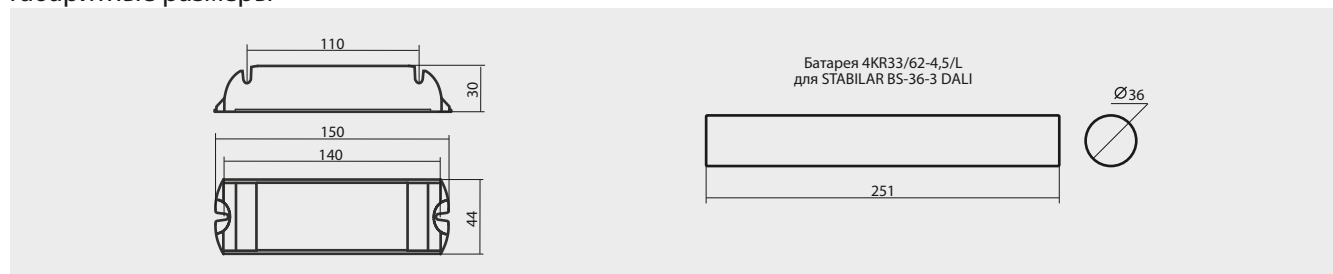 Габаритные размеры
110
30
150
140
44
Батарея 4KR33/62-4,5/L
для STABILAR BS-36-3 DALI
Ø36
251